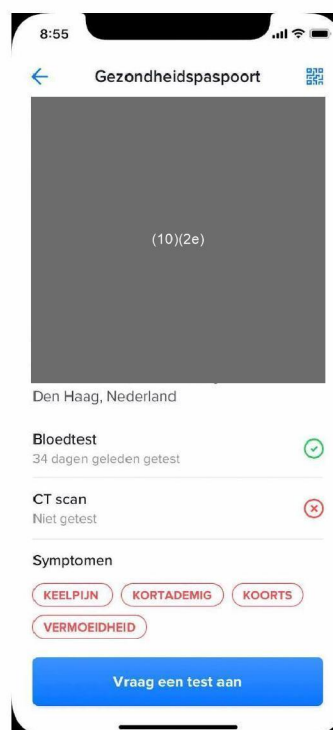 8:55
Gezondheidspaspoort
(10)(2e)
Den Haag, Nederland
Bloedtest
34 dagen geleden getest
CT scan
Niet getest
Symptomen
KEELPIJN KORTADEMIG KOORTS
VERMOEIDHEID
Vraag een test aan